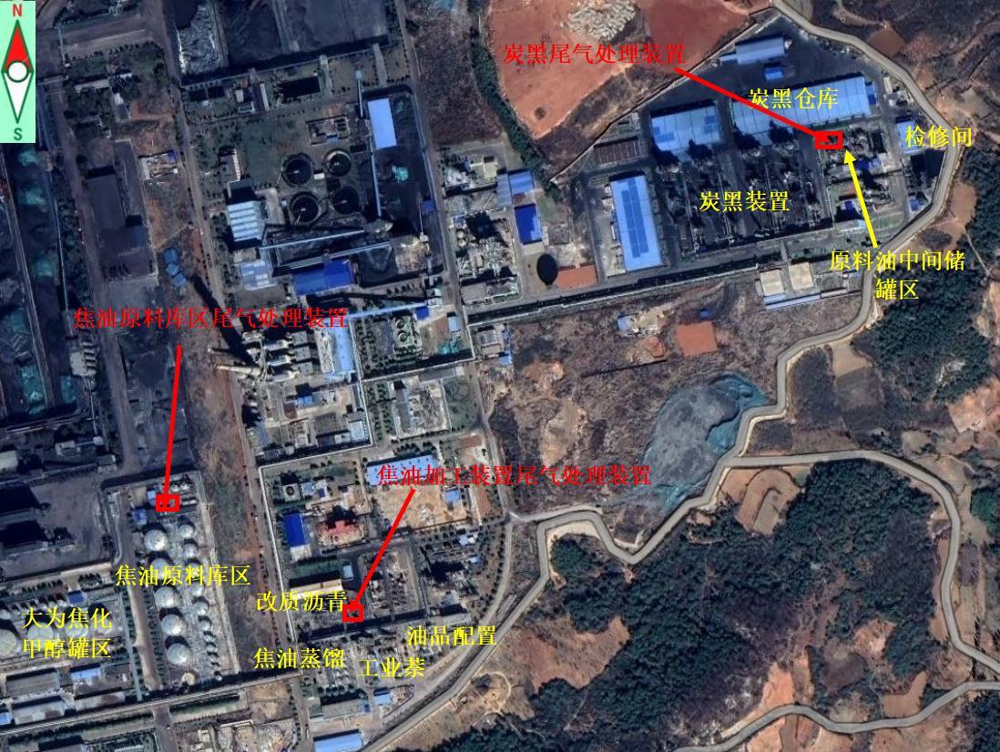 N
S
炭黑尾气处理装置
炭黑仓库
检修间
炭黑装置
原料油中间储
罐区
焦油原料库区尾气处理装置
焦油加工装置尾气处理装置
焦油原料库区
改质沥青
大为焦化
甲醇罐区
油品配置
焦油蒸馏
工业萘